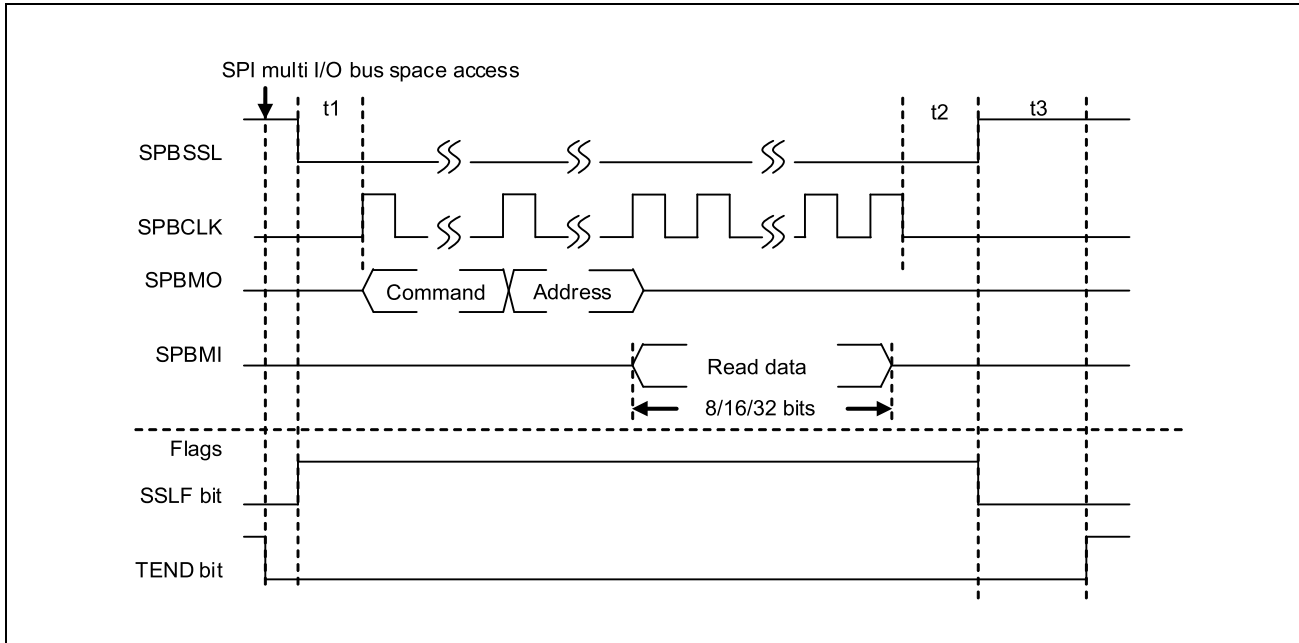 SPI multi I/O bus space access
t1
t2
t3
SPBSSL
SPBCLK
SPBMO
Command
Address
SPBMI
Read data
8/16/32 bits
Flags
SSLF bit
TEND bit